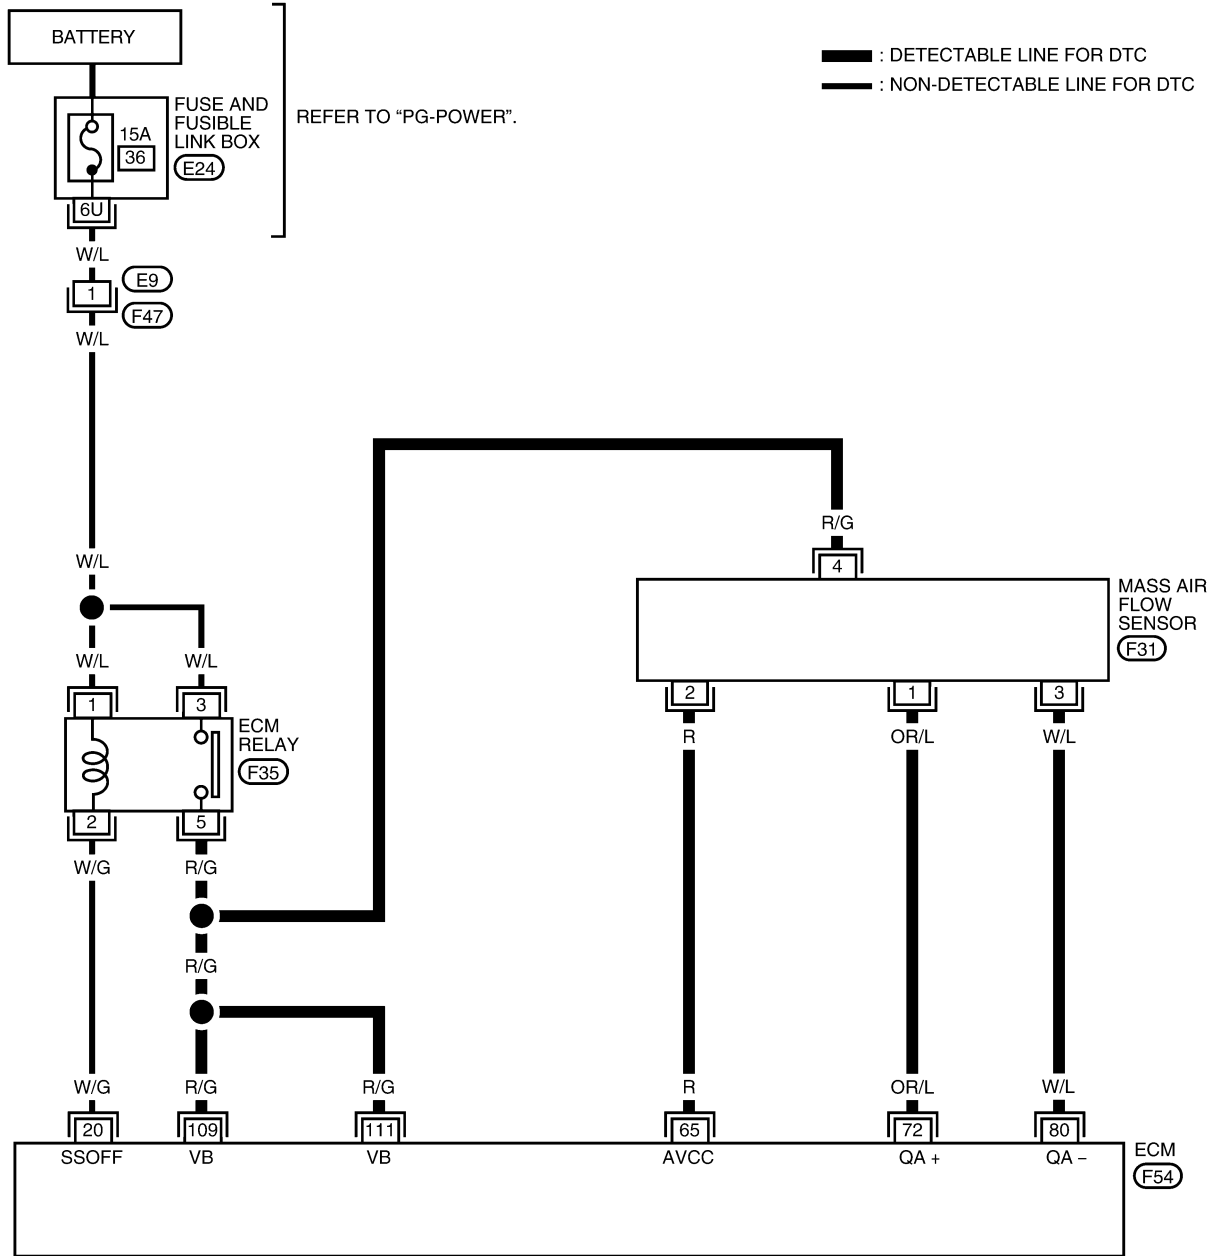 BATTERY
: DETECTABLE LINE FOR DTC
: NON-DETECTABLE LINE FOR DTC
FUSE AND
FUSIBLE
LINK BOX
E24
15A
36
REFER TO “PG-POWER”.
6U
W/L
E9
1
F47
W/L
R/G
W/L
4
MASS AIR
FLOW
SENSOR
F31
W/L
W/L
1
3
2
1
3
ECM
RELAY
F35
R
OR/L
W/L
2
5
W/G
R/G
R/G
W/G
R/G
R/G
R
OR/L
W/L
20
109
111
65
72
80
SSOFF
VB
VB
AVCC
QA +
QA –
ECM
F54